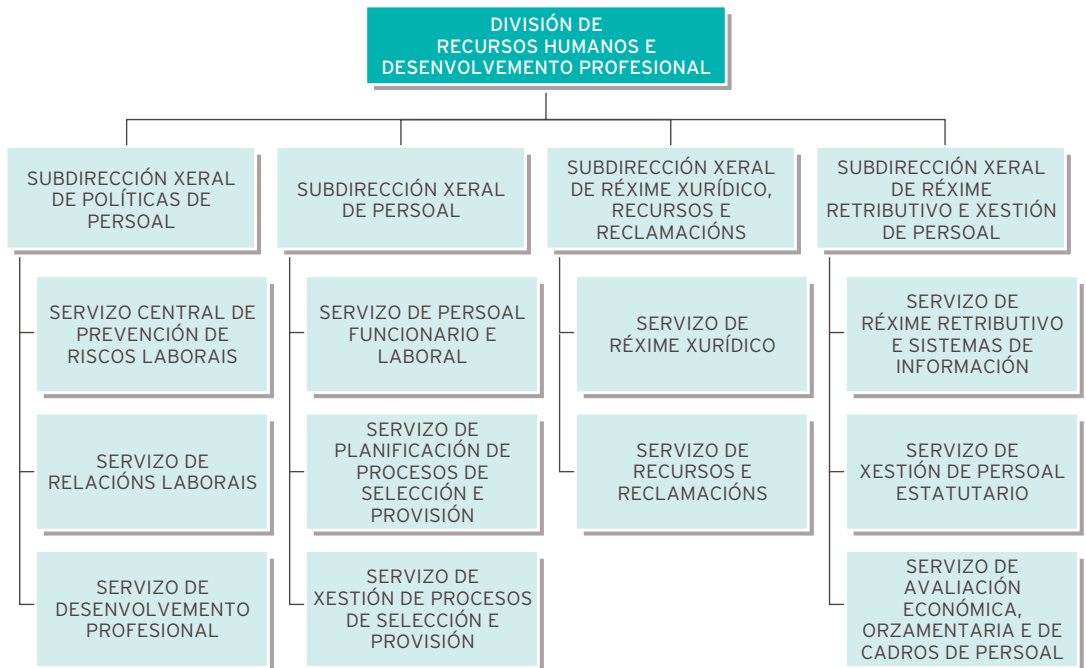 DIVISIÓN DE
RECURSOS HUMANOS E
DESENVOLVEMENTO PROFESIONAL
SUBDIRECCIÓN XERAL
DE POLÍTICAS DE
PERSOAL
SERVIZO CENTRAL DE
PREVENCIÓN DE
RISCOS LABORAIS
SERVIZO DE
RELACIÓNS LABORAIS
SERVIZO DE
DESENVOLVEMENTO
PROFESIONAL
SUBDIRECCIÓN XERAL
DE PERSOAL
SERVIZO DE PERSOAL
FUNCIONARIO E
LABORAL
SERVIZO DE
PLANIFICACIÓN DE
PROCESOS DE
SELECCIÓN E
PROVISIÓN
SERVIZO DE
XESTIÓN DE PROCESOS
DE SELECCIÓN E
PROVISIÓN
SUBDIRECCIÓN XERAL
DE RÉXIME XURÍDICO,
RECURSOS E
RECLAMACIÓNS
SERVIZO DE
RÉXIME XURÍDICO
SERVIZO DE
RECURSOS E
RECLAMACIÓNS
SUBDIRECCIÓN XERAL
DE RÉXIME
RETRIBUTIVO E XESTIÓN
DE PERSOAL
SERVIZO DE
RÉXIME RETRIBUTIVO
E SISTEMAS DE
INFORMACIÓN
SERVIZO DE
XESTIÓN DE PERSOAL
ESTATUTARIO
SERVIZO DE
AVALIACIÓN
ECONÓMICA,
ORZAMENTARIA E DE
CADROS DE PERSOAL